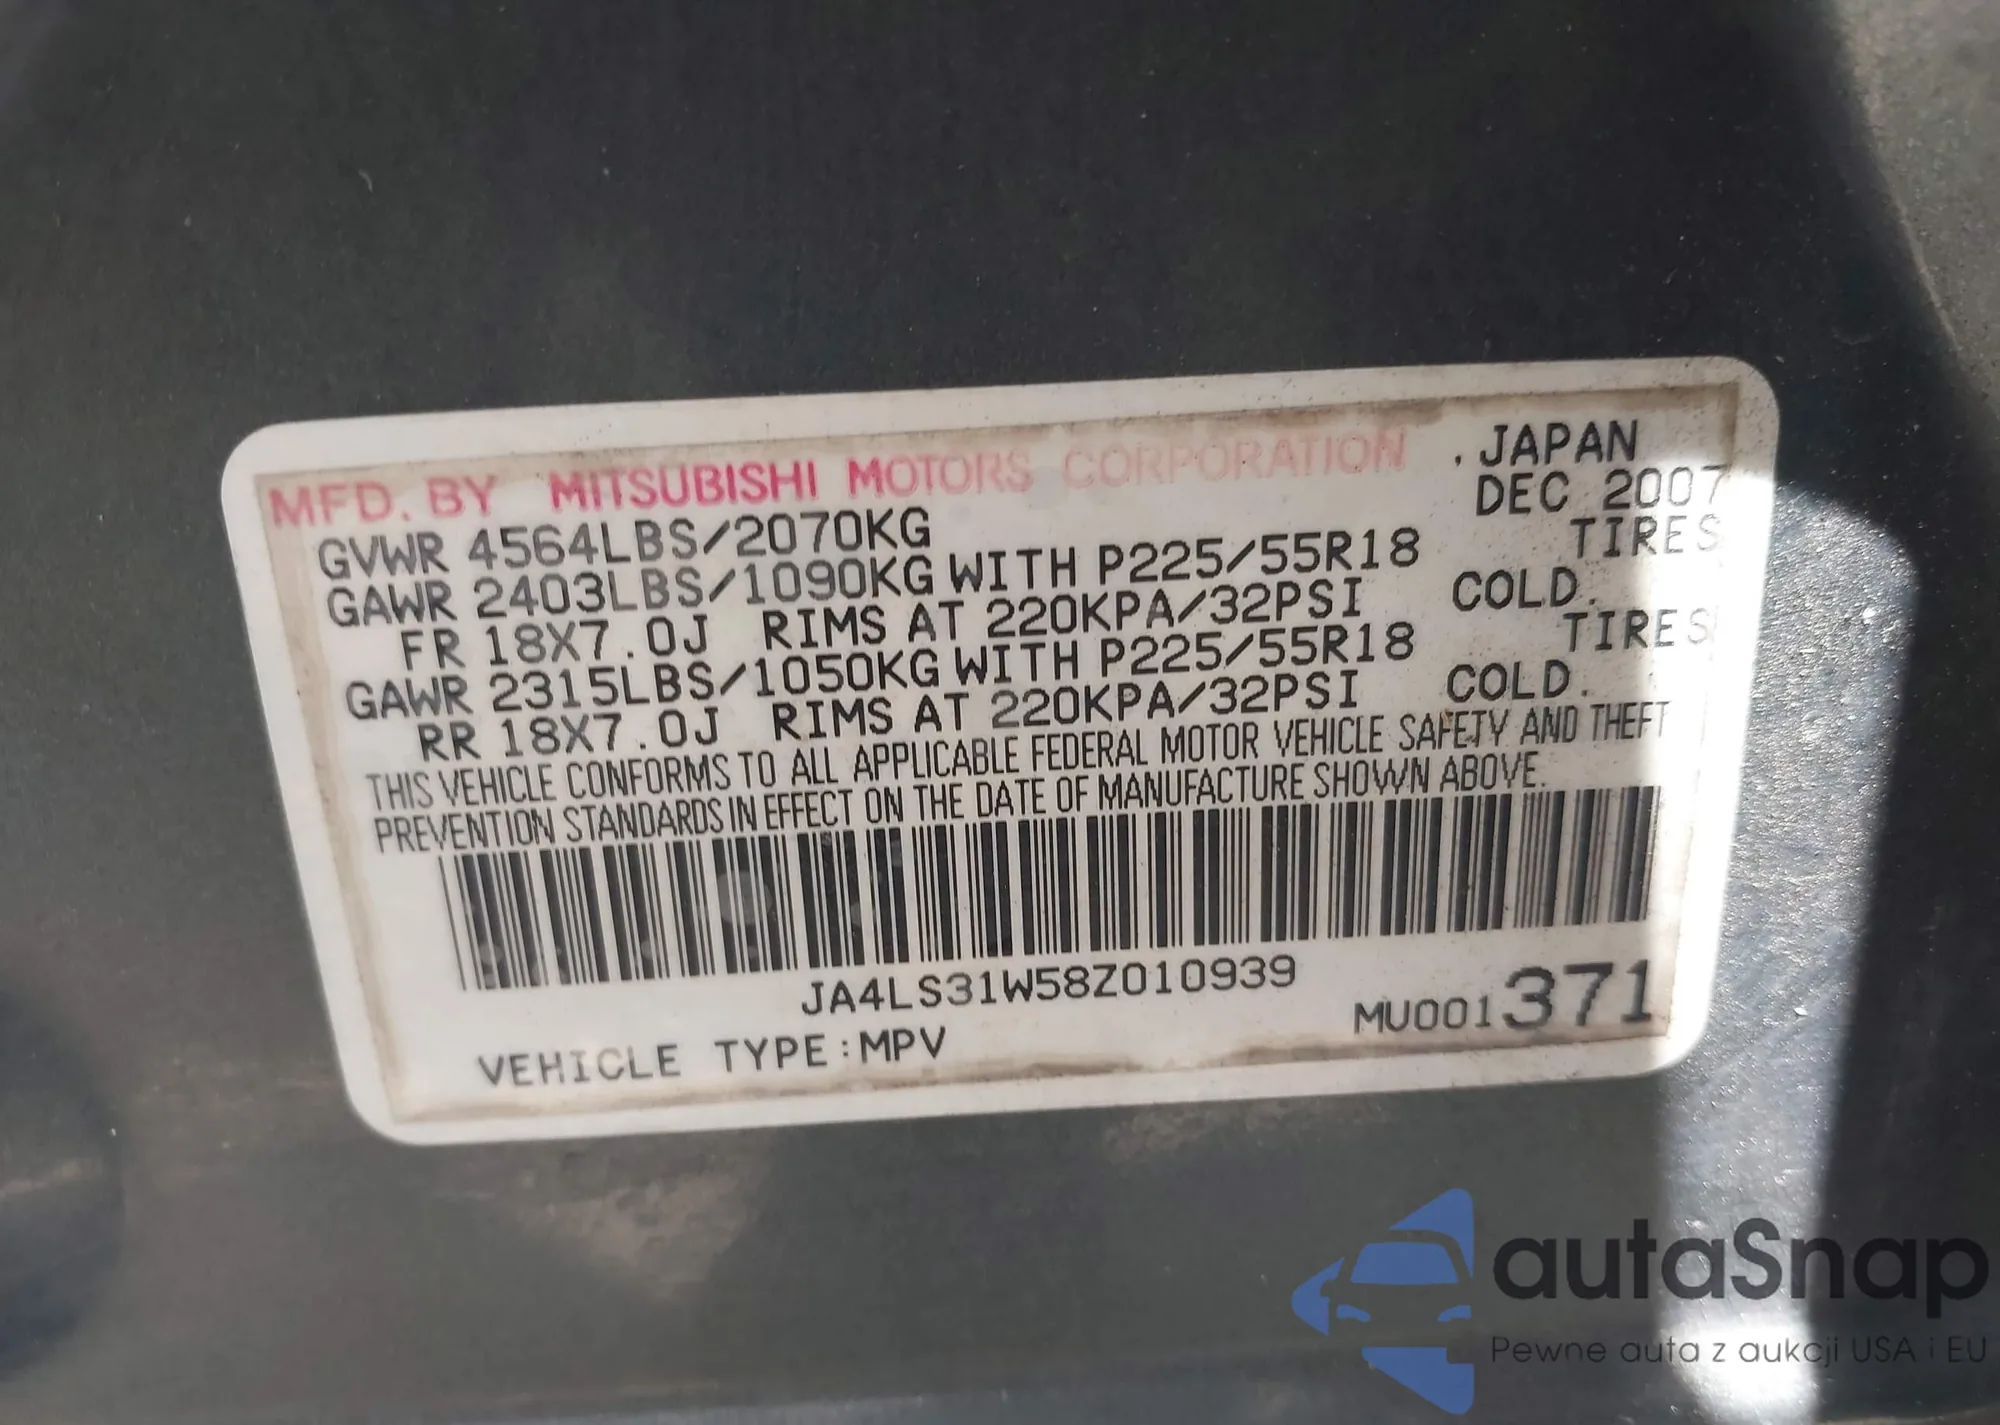 MFD. BY MITSUBISHI MOTORS CORPORATION . JAPAN
GVWR 4564LBS/2070KG DEC 2007
GAWR 2403LBS/1090KG WITH P225/55R18 TIRES
FR 18X7.0J RIMS AT 220KPA/32PSI COLD.
GAWR 2315LBS/1050KG WITH P225/55R18 TIRES
RR 18X7.0J RIMS AT 220KPA/32PSI COLD.
THIS VEHICLE CONFORMS TO ALL APPLICABLE FEDERAL MOTOR VEHICLE SAFETY AND THEFT
PREVENTION STANDARDS IN EFFECT ON THE DATE OF MANUFACTURE SHOWN ABOVE.
JA4LS31W58Z010939
MU001371
VEHICLE TYPE:MPV
autaSnap
Pewne auta z aukcji USA i EU